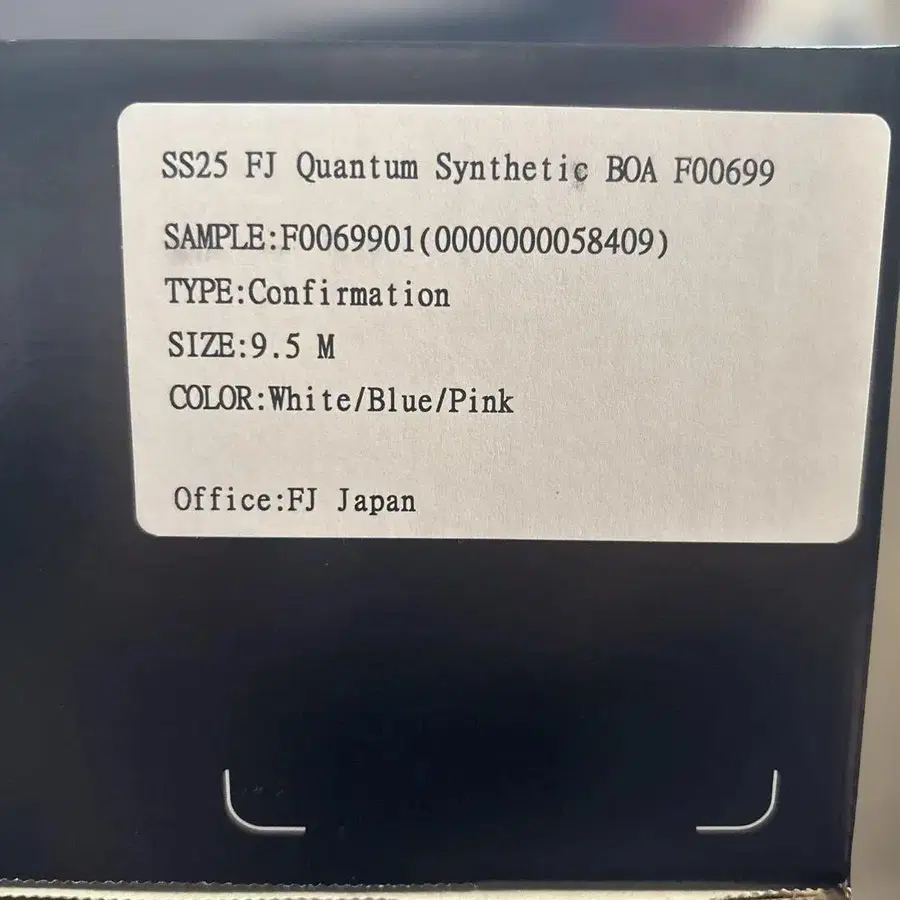 SS25 FJ Quantum Synthetic BOA F00699
SAMPLE:F0069901(0000000058409)
TYPE:Confirmation
SIZE:9.5 M
COLOR:White/Blue/Pink
Office:FJ Japan